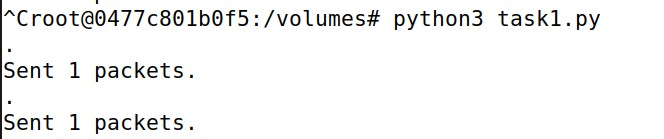 ^Croot@0477c801b0f5:/volumes# python3 task1.py
.
Sent 1 packets.
.
Sent 1 packets.